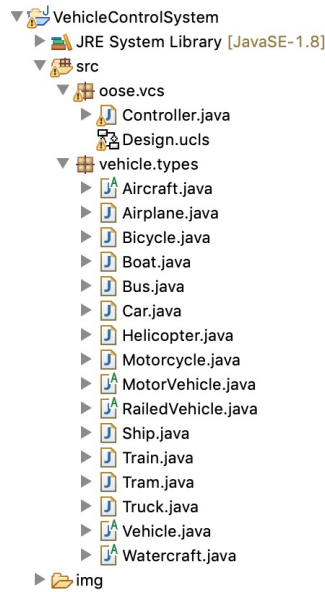 VehicleControlSystem
JRE System Library [JavaSE-1.8]
src
oose.vcs
Controller.java
Design.ucls
vehicle.types
Aircraft.java
Airplane.java
Bicycle.java
Boat.java
Bus.java
Car.java
Helicopter.java
Motorcycle.java
MotorVehicle.java
RailedVehicle.java
Ship.java
Train.java
Tram.java
Truck.java
Vehicle.java
Watercraft.java
img